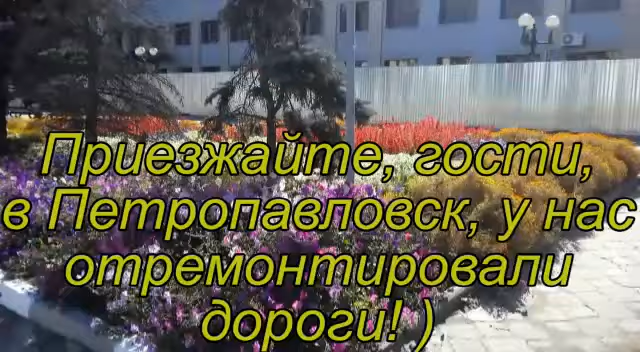 Приезжайте, гости,
в Петропавловск, у нас
отремонтировали
дороги! )